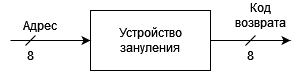 Адрес
8
Устройство
зануления
Код
возврата
8